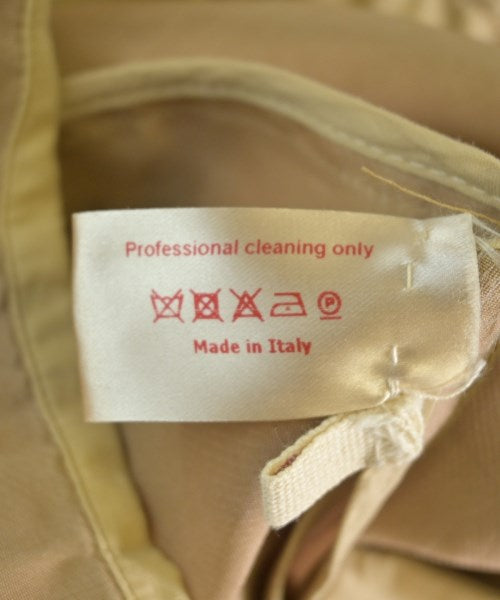 Professional cleaning only
P
Made in Italy